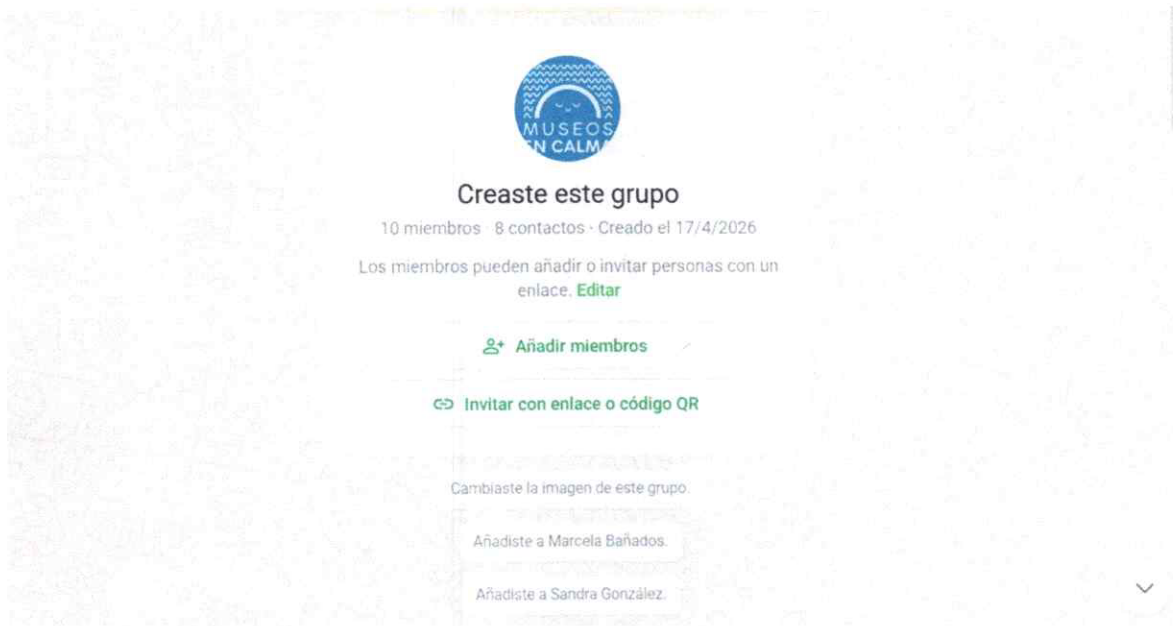 MUSEOS
EN CALMA
Creaste este grupo
10 miembros · 8 contactos · Creado el 17/4/2026
Los miembros pueden añadir o invitar personas con un
enlace. Editar
Añadir miembros
Invitar con enlace o código QR
Cambiaste la imagen de este grupo.
Añadiste a Marcela Bañados.
Añadiste a Sandra González.